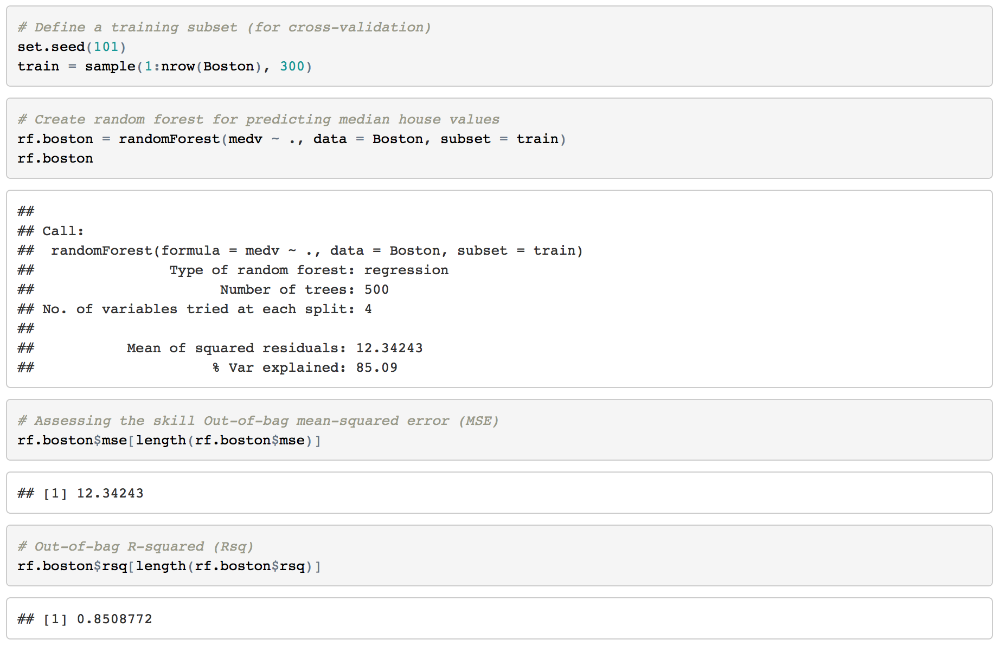 # Define a training subset (for cross-validation)
set.seed(101)
train = sample(1:nrow(Boston), 300)
# Create random forest for predicting median house values
rf.boston = randomForest(medv ~ ., data = Boston, subset = train)
rf.boston
##
## Call:
##  randomForest(formula = medv ~ ., data = Boston, subset = train)
##                Type of random forest: regression
##                      Number of trees: 500
## No. of variables tried at each split: 4
##
##           Mean of squared residuals: 12.34243
##                     % Var explained: 85.09
# Assessing the skill Out-of-bag mean-squared error (MSE)
rf.boston$mse[length(rf.boston$mse)]
## [1] 12.34243
# Out-of-bag R-squared (Rsq)
rf.boston$rsq[length(rf.boston$rsq)]
## [1] 0.8508772